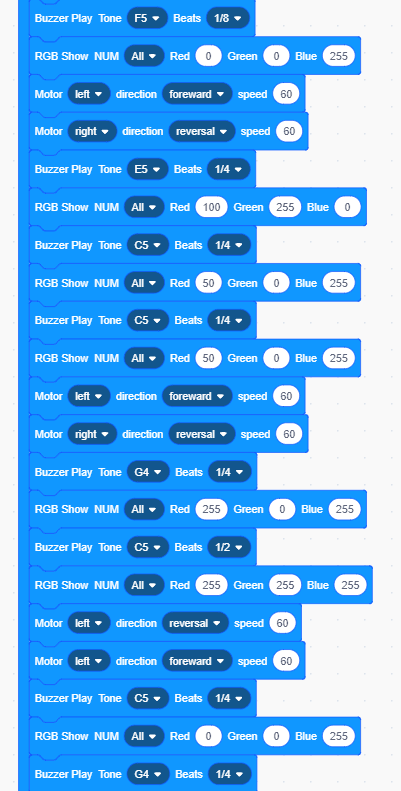 Buzzer Play Tone F5 Beats 1/8
RGB Show NUM All Red 0 Green 0 Blue 255
Motor left direction forward speed 60
Motor right direction reversal speed 60
Buzzer Play Tone E5 Beats 1/4
RGB Show NUM All Red 100 Green 255 Blue 0
Buzzer Play Tone C5 Beats 1/4
RGB Show NUM All Red 50 Green 0 Blue 255
Buzzer Play Tone C5 Beats 1/4
RGB Show NUM All Red 50 Green 0 Blue 255
Motor left direction forward speed 60
Motor right direction reversal speed 60
Buzzer Play Tone G4 Beats 1/4
RGB Show NUM All Red 255 Green 0 Blue 255
Buzzer Play Tone C5 Beats 1/2
RGB Show NUM All Red 255 Green 255 Blue 255
Motor left direction reversal speed 60
Motor left direction forward speed 60
Buzzer Play Tone C5 Beats 1/4
RGB Show NUM All Red 0 Green 0 Blue 255
Buzzer Play Tone G4 Beats 1/4